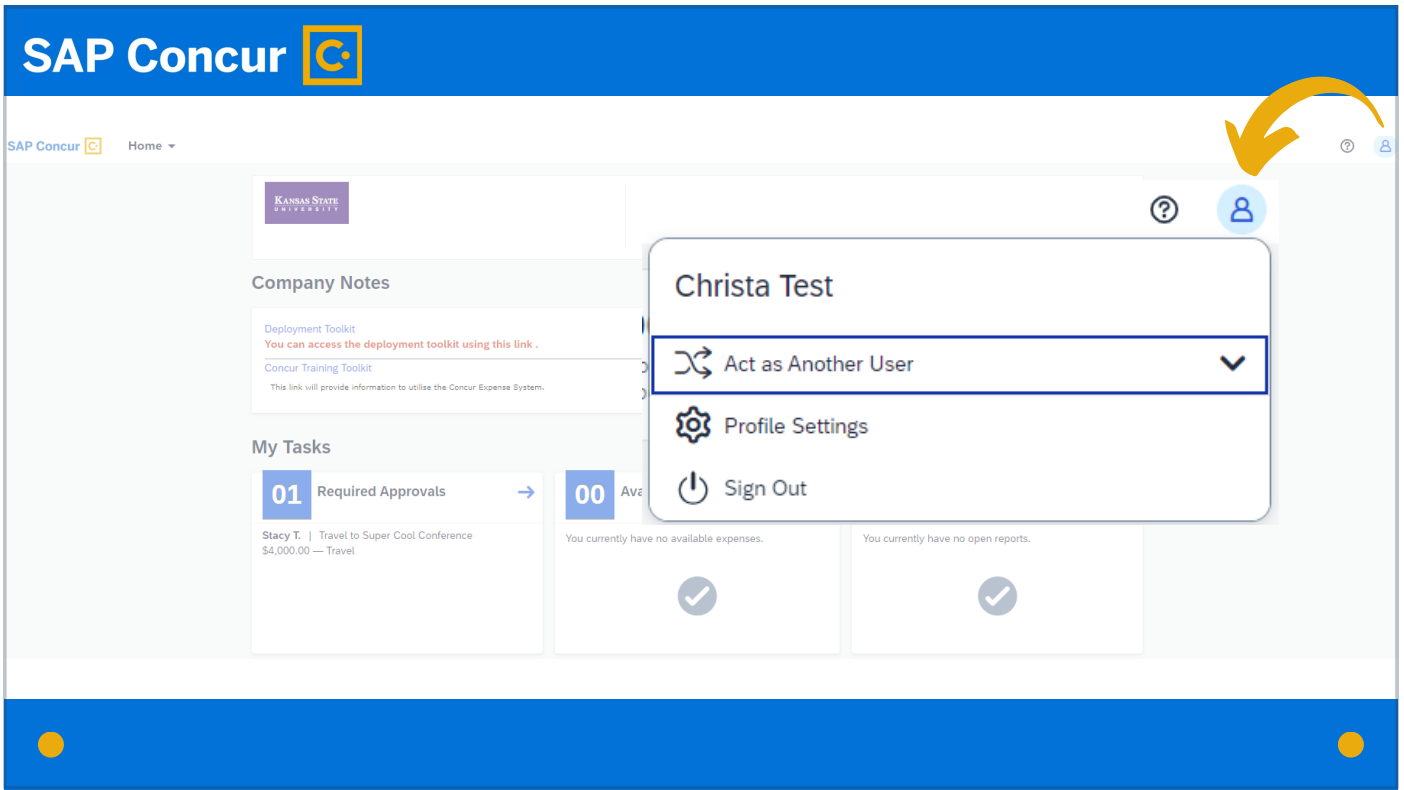 SAP Concur
SAP Concur
Home
KANSAS STATE
UNIVERSITY
Christa Test
Act as Another User
Profile Settings
Sign Out
Company Notes
Deployment Toolkit
You can access the deployment toolkit using this link .
Concur Training Toolkit
This link will provide information to utilise the Concur Expense System.
My Tasks
01 Required Approvals
Stacy T. | Travel to Super Cool Conference
$4,000.00 — Travel
00
You currently have no available expenses.
You currently have no open reports.